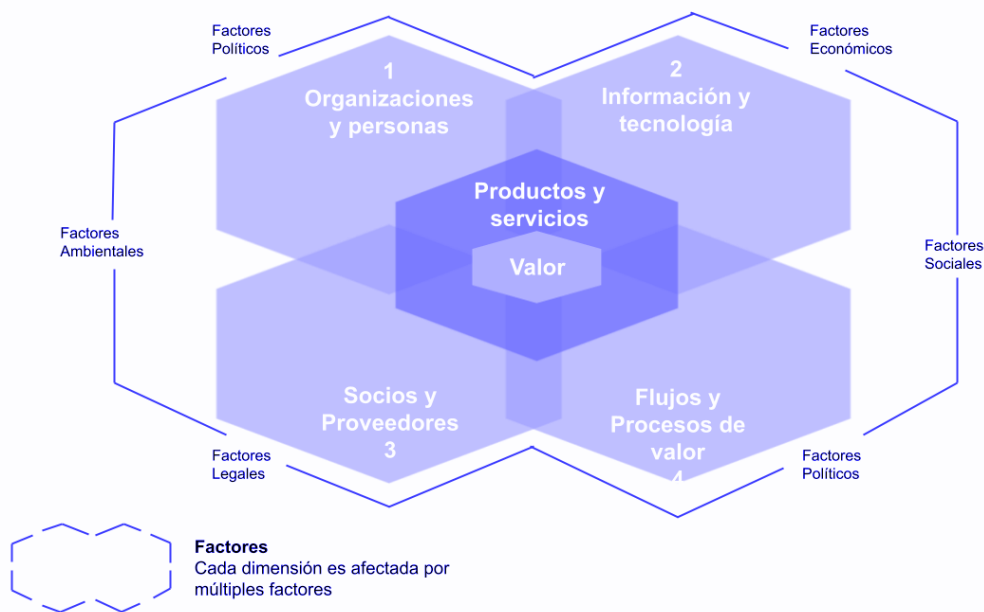 Factores
Políticos
Factores
Económicos
1
Organizaciones
y personas
2
Información y
tecnología
Productos y
servicios
Valor
Factores
Ambientales
Factores
Sociales
Socios y
Proveedores
3
Flujos y
Procesos de
valor
4
Factores
Legales
Factores
Políticos
Factores
Cada dimensión es afectada por
múltiples factores